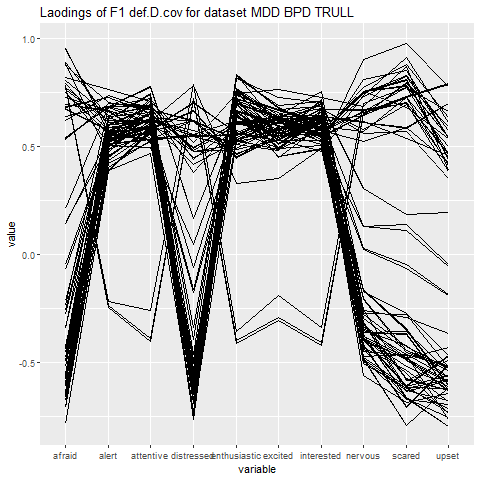 Laodings of F1 def.D.cov for dataset MDD BPD TRULL
1.0
0.5
0.0
-0.5
value
afraid alert attentive distressed enthusiastic excited interested nervous scared upset
variable